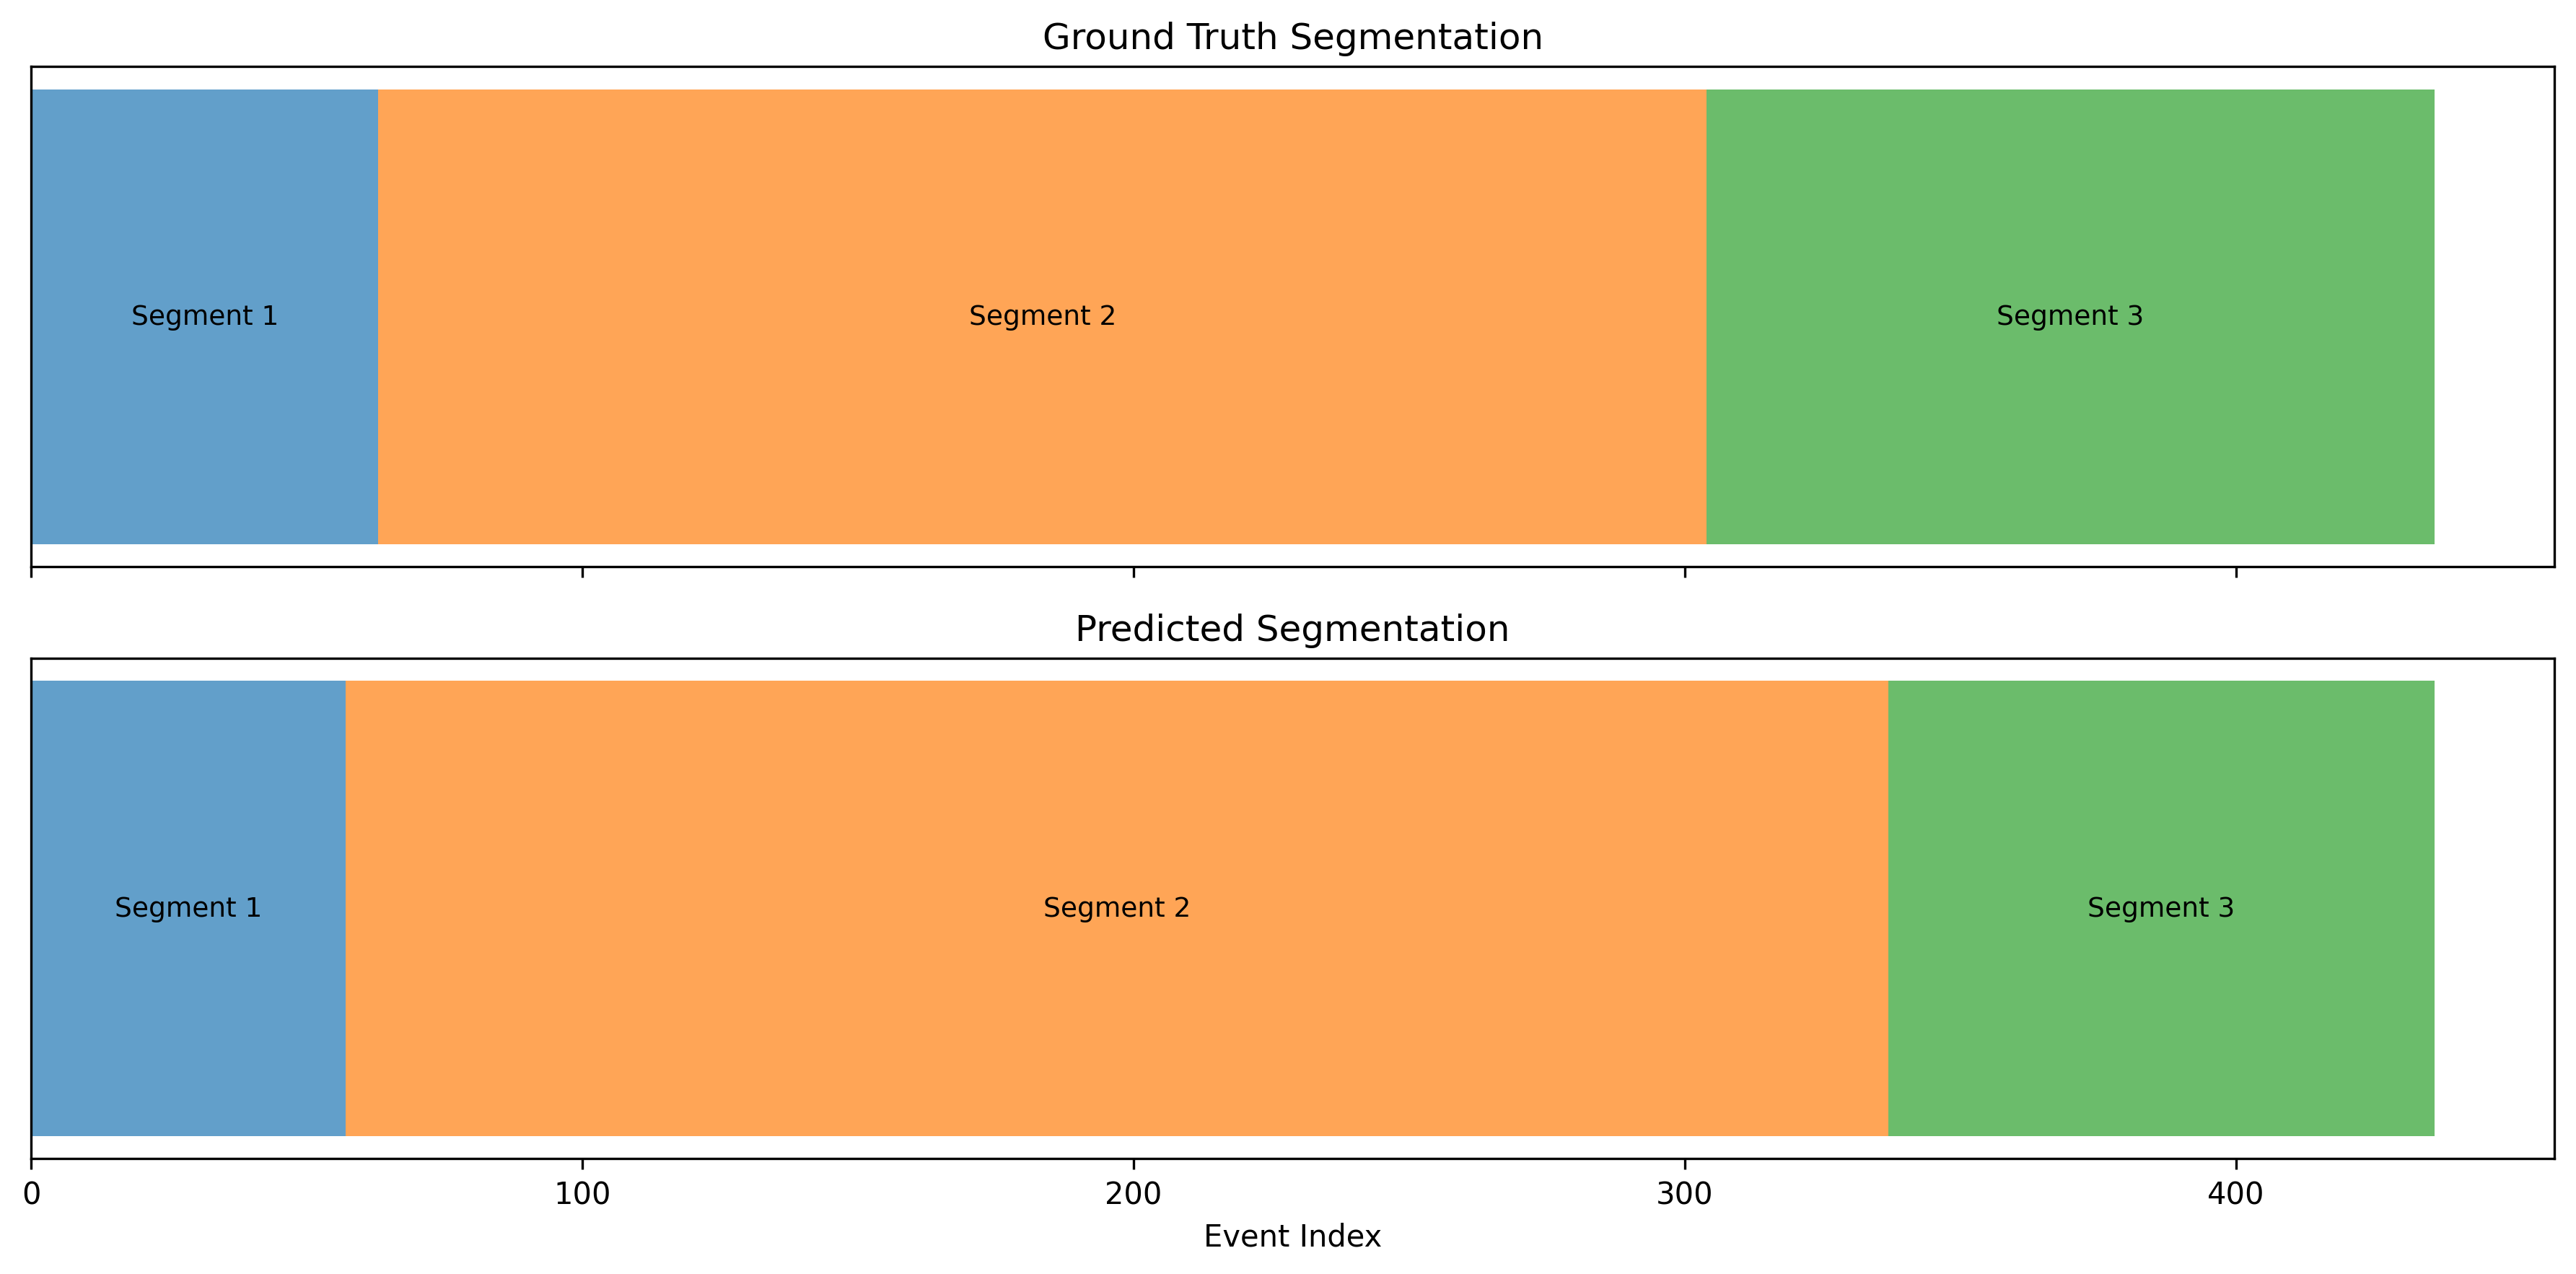 Ground Truth Segmentation
Segment 1 Segment 2 Segment 3
Predicted Segmentation
Segment 1 Segment 2 Segment 3
0 100 200 300 400
Event Index